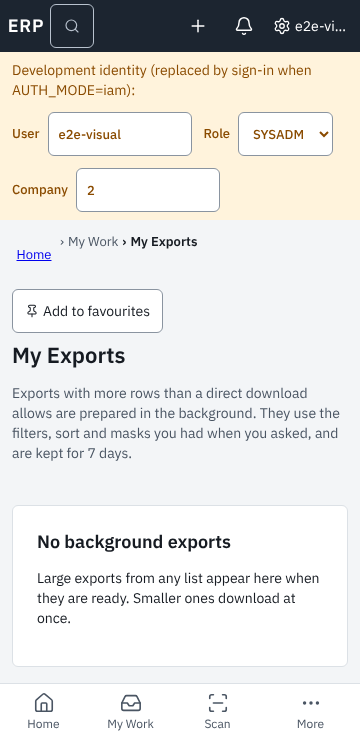 ERP e2e-vi...
Development identity (replaced by sign-in when
AUTH_MODE=iam):
User e2e-visual Role SYSADM
Company 2
Home › My Work › My Exports
Add to favourites
My Exports
Exports with more rows than a direct download
allows are prepared in the background. They use the
filters, sort and masks you had when you asked, and
are kept for 7 days.
No background exports
Large exports from any list appear here when
they are ready. Smaller ones download at
once.
Home My Work Scan More